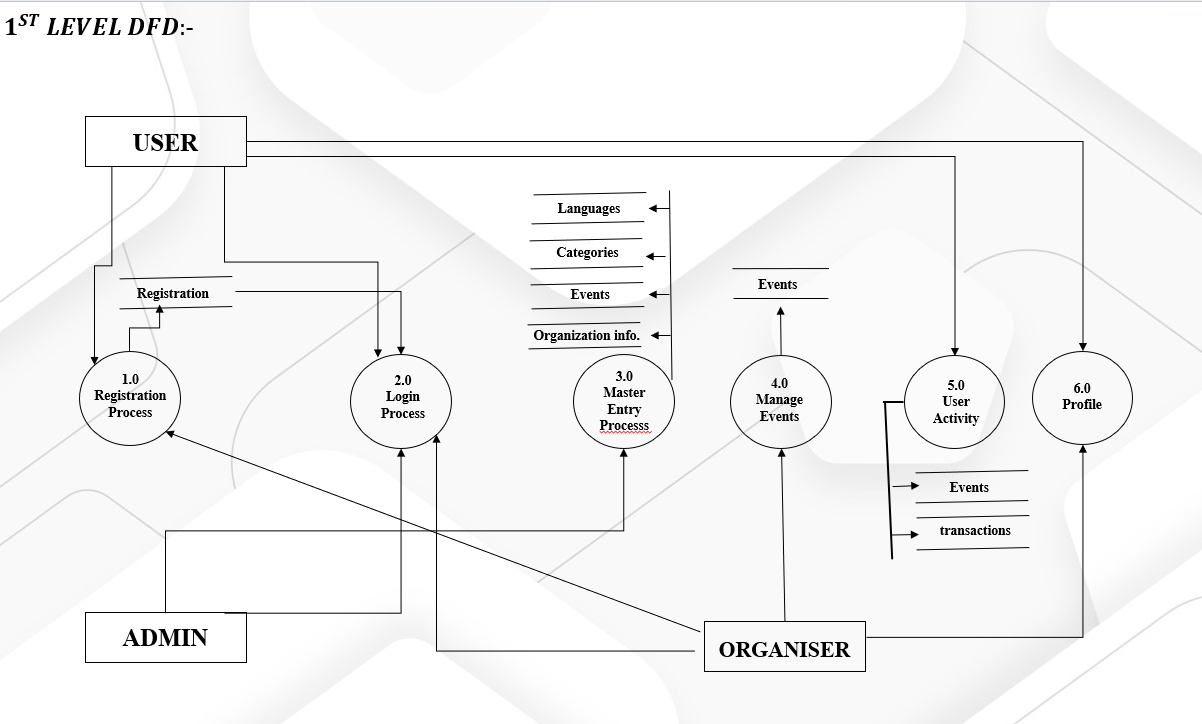 1ST LEVEL DFD:-
USER
Languages
Categories
Events
Organization info.
Events
Registration
1.0
Registration
Process
2.0
Login
Process
3.0
Master
Entry
Processs
4.0
Manage
Events
5.0
User
Activity
6.0
Profile
Events
transactions
ADMIN
ORGANISER